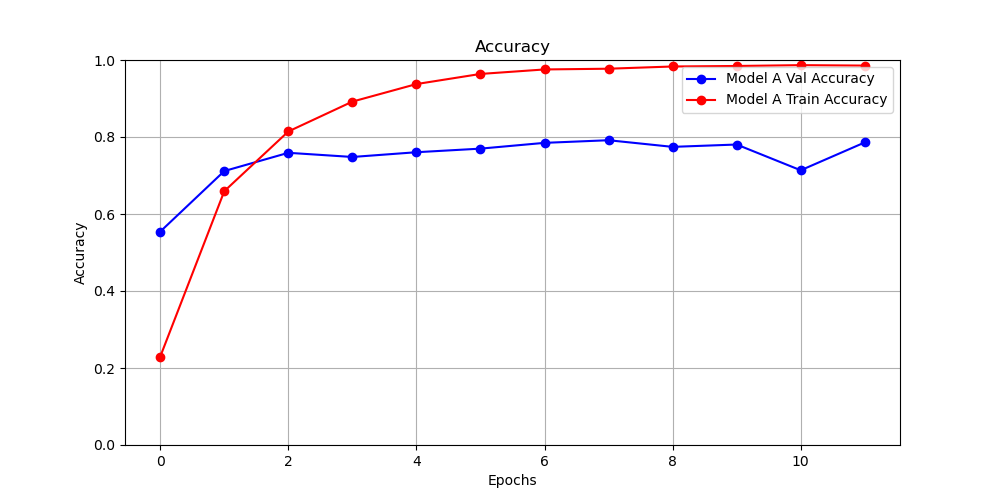 Accuracy
1.0
0.8
0.6
0.4
0.2
0.0
Accuracy
Model A Val Accuracy
Model A Train Accuracy
0 2 4 6 8 10
Epochs